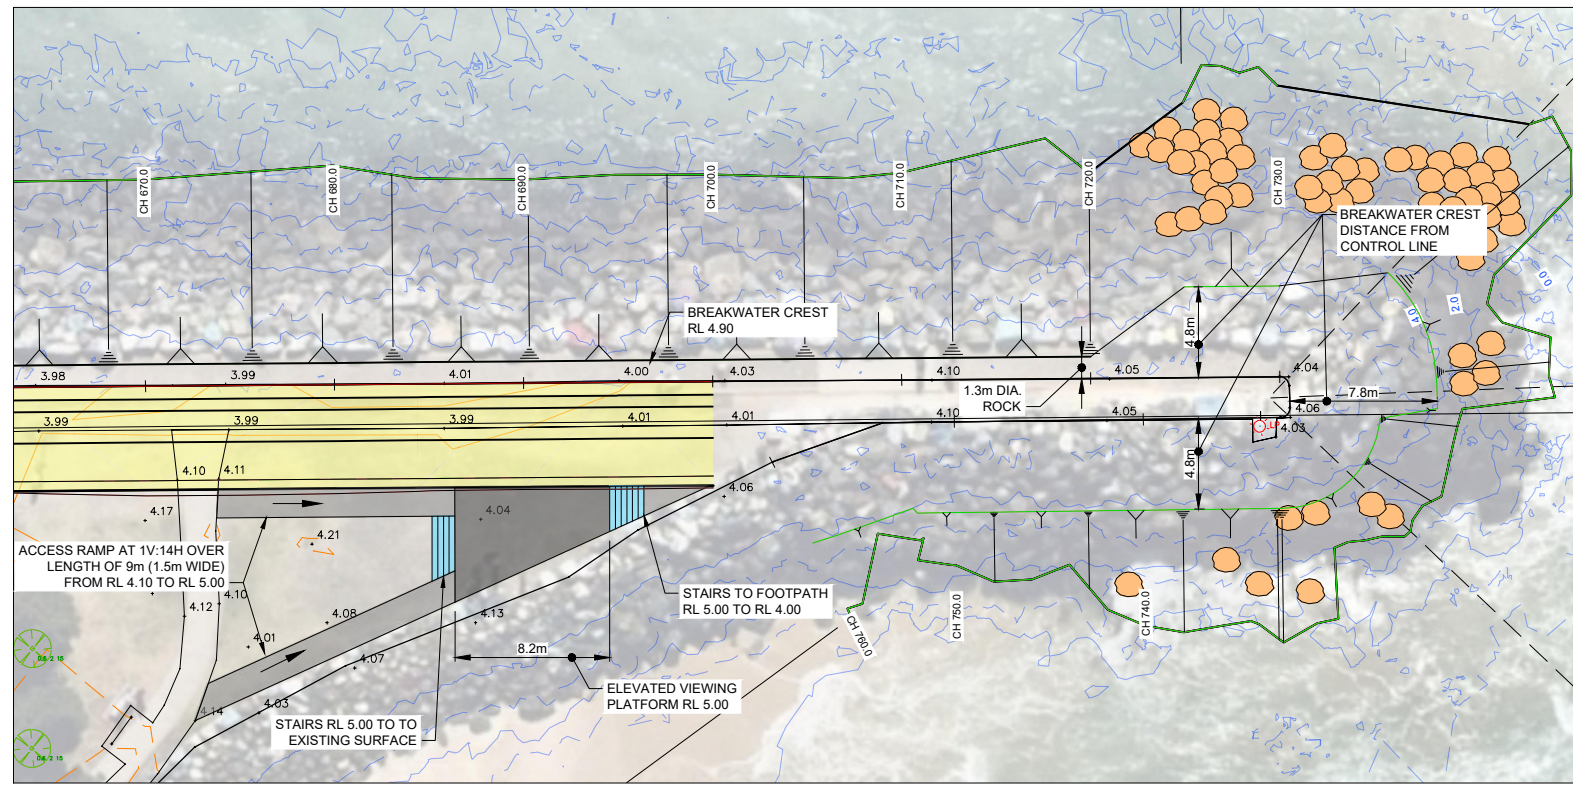 CH 670.0
CH 680.0
CH 690.0
CH 700.0
CH 710.0
CH 720.0
CH 730.0
BREAKWATER CREST
DISTANCE FROM
CONTROL LINE
0.0
2.0
4.0
BREAKWATER CREST
RL 4.90
4.8m
3.98
3.99
4.01
4.00
4.03
4.10
4.05
4.04
1.3m DIA.
ROCK
7.8m
3.99
3.99
3.99
4.01
4.01
4.10
4.05
4.06
LP
4.03
4.8m
4.10
4.11
4.17
4.04
4.06
4.21
ACCESS RAMP AT 1V:14H OVER
LENGTH OF 9m (1.5m WIDE)
FROM RL 4.10 TO RL 5.00
4.12
4.10
4.08
4.13
4.01
4.07
STAIRS TO FOOTPATH
RL 5.00 TO RL 4.00
CH 760.0
CH 750.0
CH 740.0
8.2m
ELEVATED VIEWING
PLATFORM RL 5.00
4.14
4.03
STAIRS RL 5.00 TO TO
EXISTING SURFACE